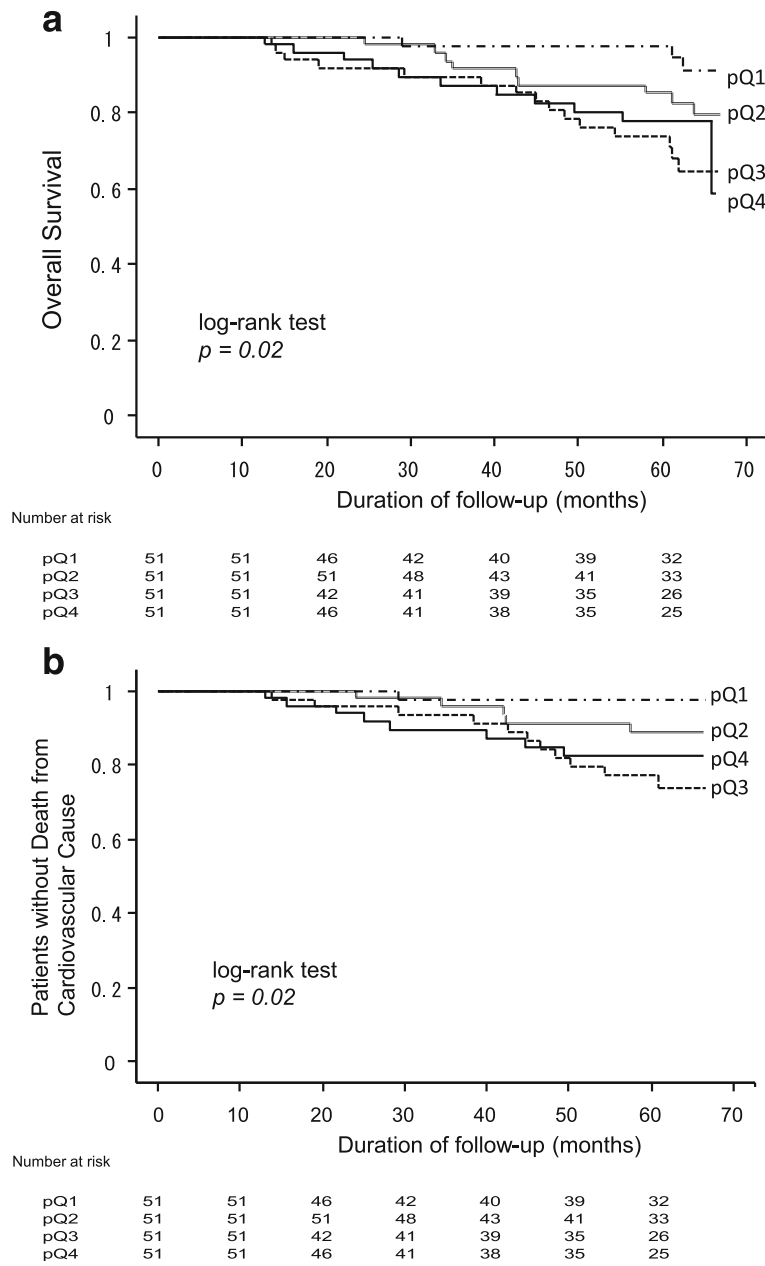 a
1
0.8
0.6
0.4
0.2
0
Overall Survival
pQ1
pQ2
pQ3
pQ4
log-rank test
p = 0.02
0 10 20 30 40 50 60 70
Duration of follow-up (months)
Number at risk
pQ1 51 51 46 42 40 39 32
pQ2 51 51 51 48 43 41 33
pQ3 51 51 42 41 39 35 26
pQ4 51 51 46 41 38 35 25
b
1
0.8
0.6
0.4
0.2
0
Patients without Death from
Cardiovascular Cause
pQ1
pQ2
pQ4
pQ3
log-rank test
p = 0.02
0 10 20 30 40 50 60 70
Duration of follow-up (months)
Number at risk
pQ1 51 51 46 42 40 39 32
pQ2 51 51 51 48 43 41 33
pQ3 51 51 42 41 39 35 26
pQ4 51 51 46 41 38 35 25